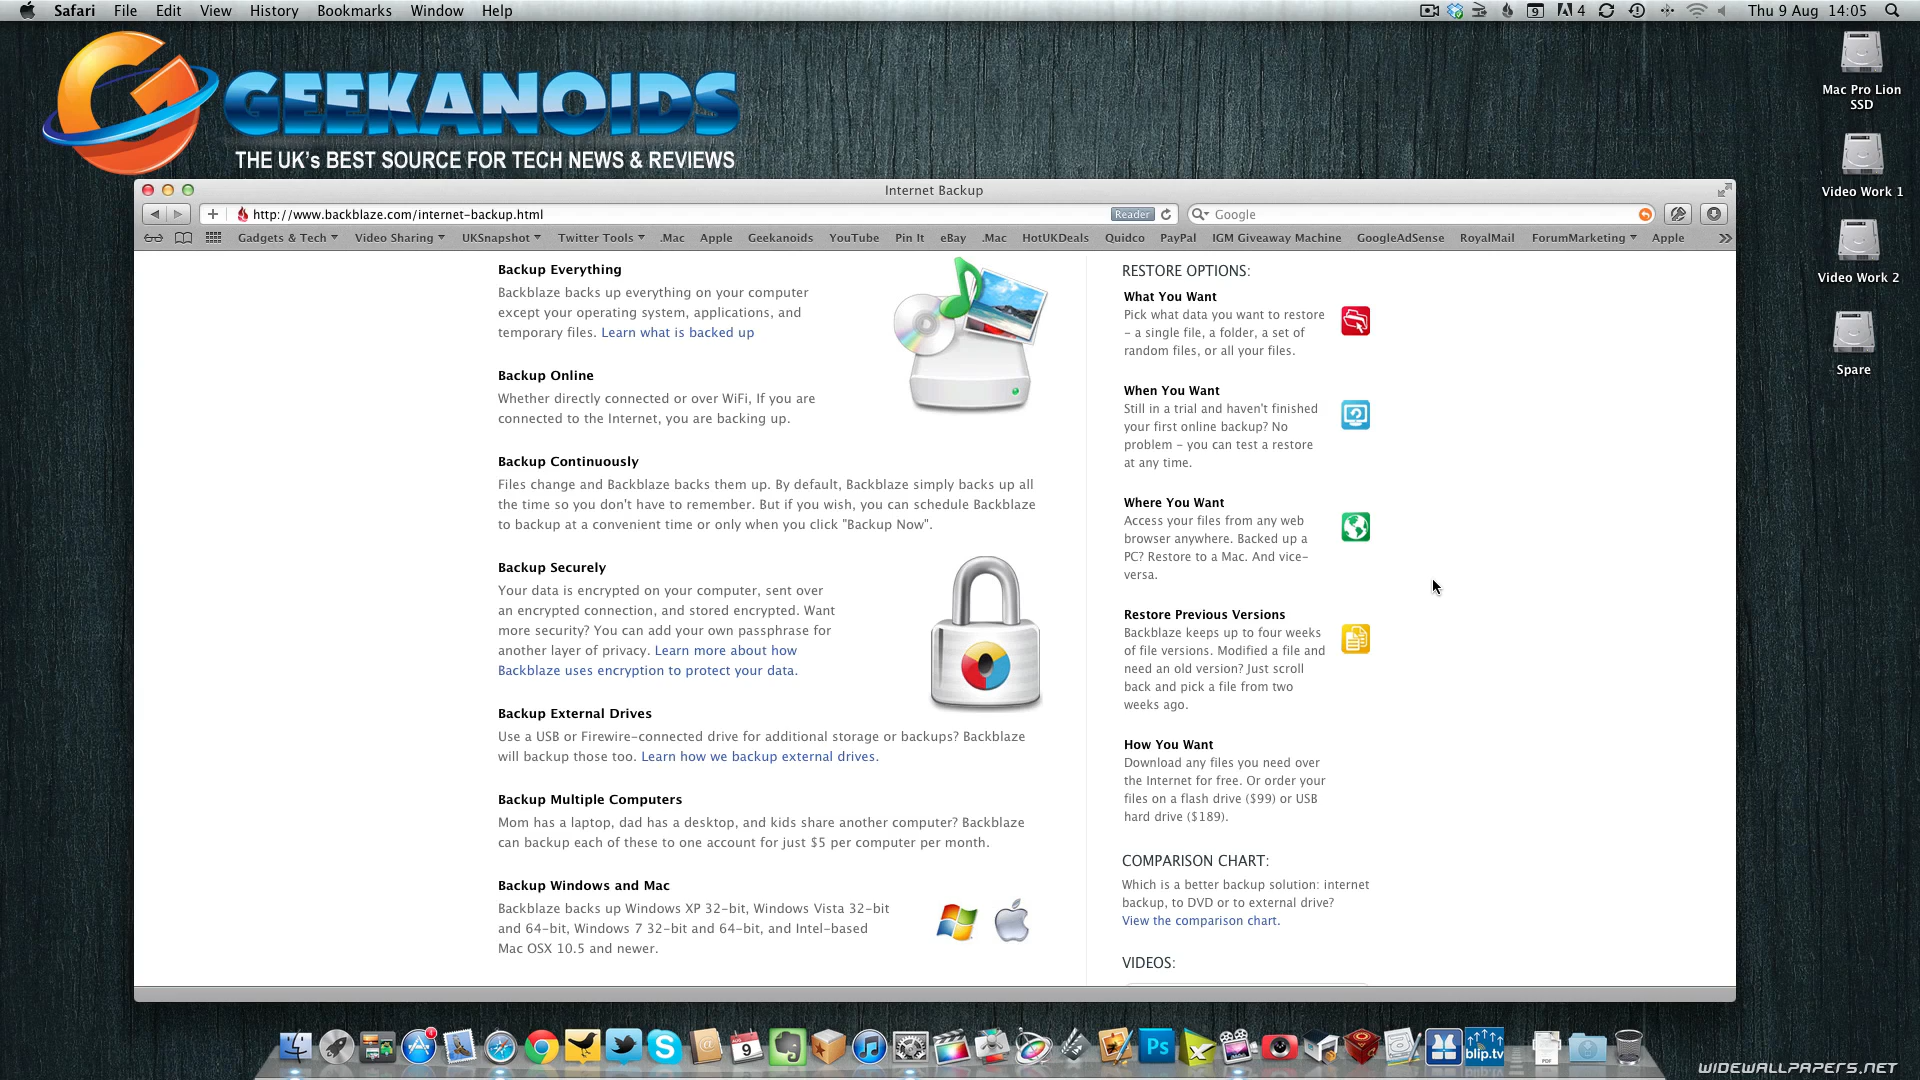 Safari File Edit View History Bookmarks Window Help
9 4 Thu 9 Aug 14:05
GEEKANOIDS
THE UK's BEST SOURCE FOR TECH NEWS & REVIEWS
Mac Pro Lion
SSD
Video Work 1
Video Work 2
Spare
Internet Backup
http://www.backblaze.com/internet-backup.html Reader Google
Gadgets & Tech Video Sharing UKSnapshot Twitter Tools .Mac Apple Geekanoids YouTube Pin It eBay .Mac HotUKDeals Quidco PayPal IGM Giveaway Machine GoogleAdSense RoyalMail ForumMarketing Apple
Backup Everything
Backblaze backs up everything on your computer
except your operating system, applications, and
temporary files. Learn what is backed up
Backup Online
Whether directly connected or over WiFi, If you are
connected to the Internet, you are backing up.
Backup Continuously
Files change and Backblaze backs them up. By default, Backblaze simply backs up all
the time so you don't have to remember. But if you wish, you can schedule Backblaze
to backup at a convenient time or only when you click "Backup Now".
Backup Securely
Your data is encrypted on your computer, sent over
an encrypted connection, and stored encrypted. Want
more security? You can add your own passphrase for
another layer of privacy. Learn more about how
Backblaze uses encryption to protect your data.
Backup External Drives
Use a USB or Firewire-connected drive for additional storage or backups? Backblaze
will backup those too. Learn how we backup external drives.
Backup Multiple Computers
Mom has a laptop, dad has a desktop, and kids share another computer? Backblaze
can backup each of these to one account for just $5 per computer per month.
Backup Windows and Mac
Backblaze backs up Windows XP 32-bit, Windows Vista 32-bit
and 64-bit, Windows 7 32-bit and 64-bit, and Intel-based
Mac OSX 10.5 and newer.
RESTORE OPTIONS:
What You Want
Pick what data you want to restore
- a single file, a folder, a set of
random files, or all your files.
When You Want
Still in a trial and haven't finished
your first online backup? No
problem - you can test a restore
at any time.
Where You Want
Access your files from any web
browser anywhere. Backed up a
PC? Restore to a Mac. And vice-
versa.
Restore Previous Versions
Backblaze keeps up to four weeks
of file versions. Modified a file and
need an old version? Just scroll
back and pick a file from two
weeks ago.
How You Want
Download any files you need over
the Internet for free. Or order your
files on a flash drive ($99) or USB
hard drive ($189).
COMPARISON CHART:
Which is a better backup solution: internet
backup, to DVD or to external drive?
View the comparison chart.
VIDEOS:
9 Ps blip.tv PDF
WIDEWALLPAPERS.NET